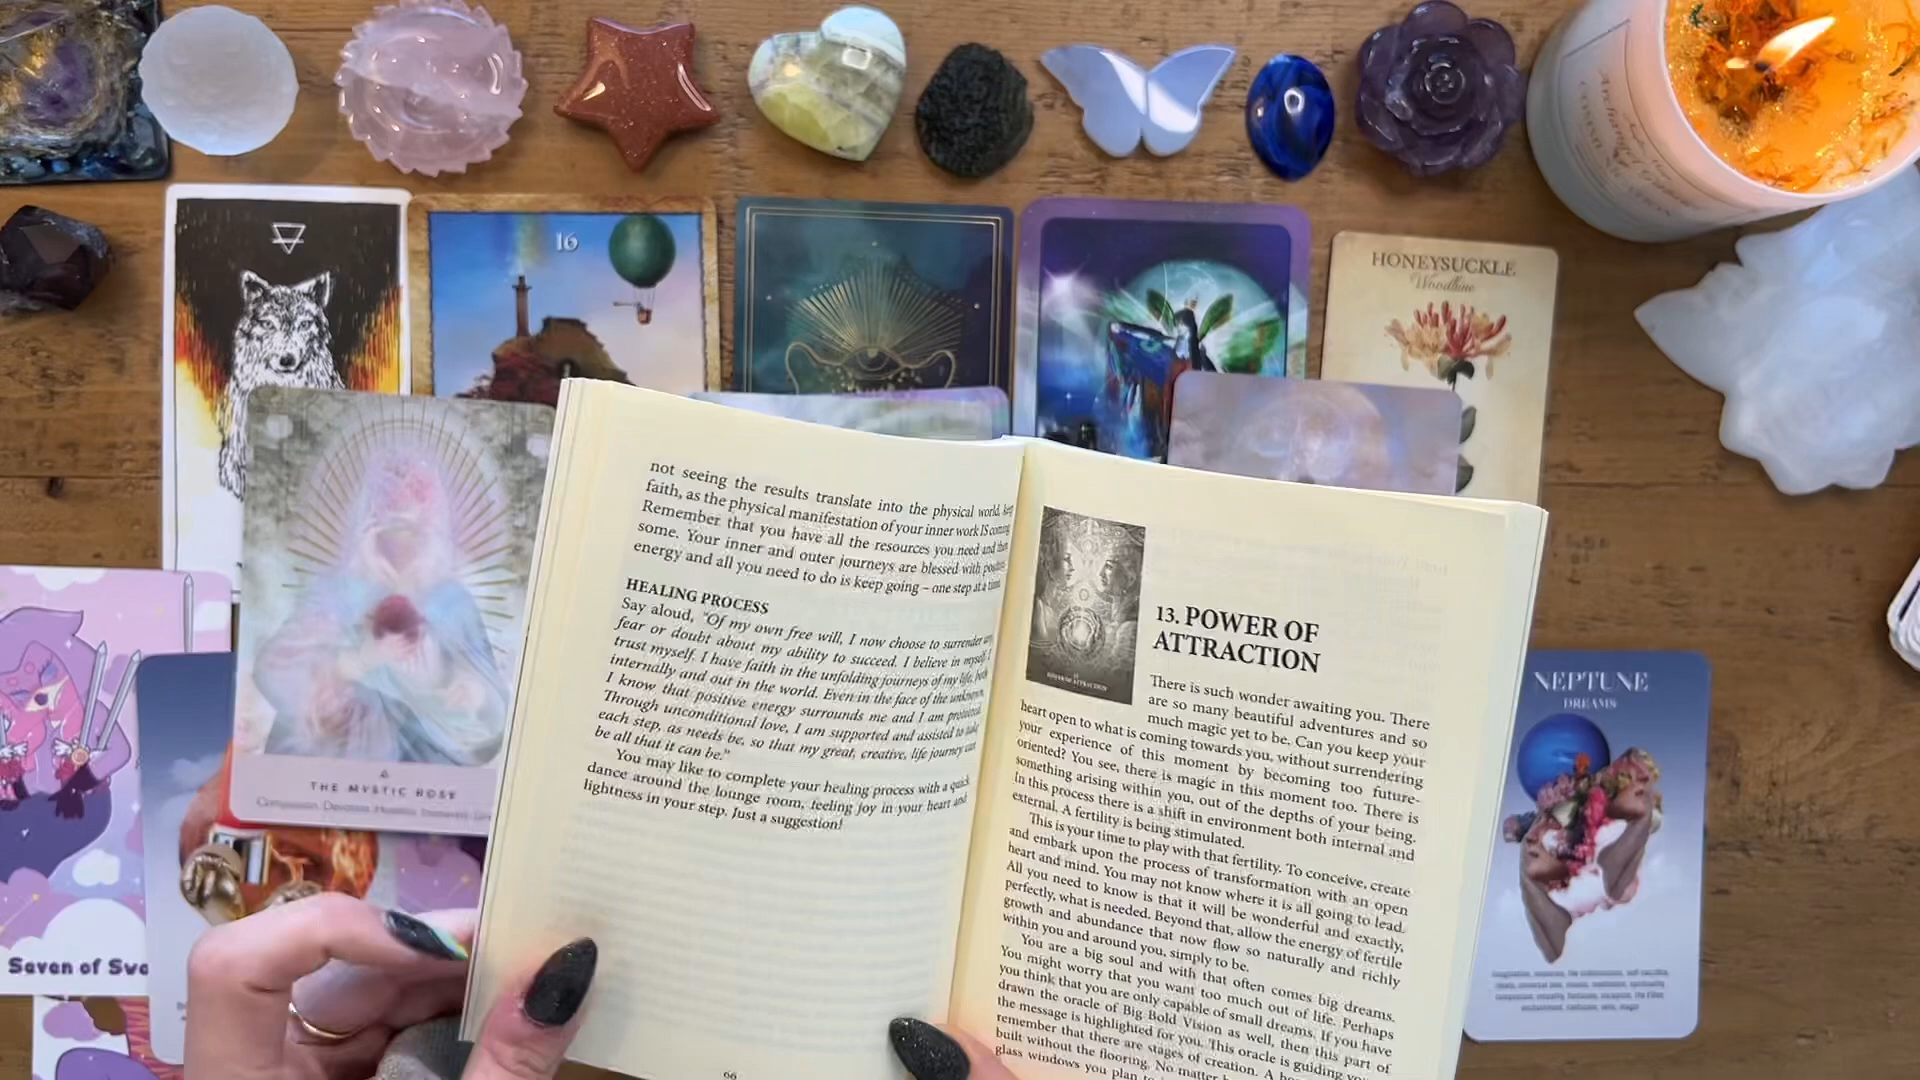 16
HONEYSUCKLE
Woodbine
Archangel Gabriel
THE MYSTIC ROSE
Compassion. Devotion.
Seven of Swo
NEPTUNE
DREAMS
not seeing the results translate into the physical world, keep
faith, as the physical manifestation of your inner work IS coming.
Remember that you have all the resources you need and then
some. Your inner and outer journeys are blessed with positive
energy and all you need to do is keep going – one step at a time.
HEALING PROCESS
Say aloud, "Of my own free will, I now choose to surrender any
fear or doubt about my ability to succeed. I believe in myself. I
trust myself. I have faith in the unfolding journeys of my life, both
internally and out in the world. Even in the face of the unknown,
I know that positive energy surrounds me and I am protected.
Through unconditional love, I am supported and assisted to take
each step, as needs be, so that my great, creative, life journey can
be all that it can be."
You may like to complete your healing process with a quick
dance around the lounge room, feeling joy in your heart and
lightness in your step. Just a suggestion!
66
POWER OF ATTRACTION
13. POWER OF
ATTRACTION
There is such wonder awaiting you. There
are so many beautiful adventures and so
much magic yet to be. Can you keep your
heart open to what is coming towards you, without surrendering
your experience of this moment by becoming too future-
oriented? You see, there is magic in this moment too. There is
something arising within you, out of the depths of your being.
In this process there is a shift in environment both internal and
external. A fertility is being stimulated.
This is your time to play with that fertility. To conceive, create
and embark upon the process of transformation with an open
heart and mind. You may not know where it is all going to lead.
All you need to know is that it will be wonderful and exactly,
perfectly, what is needed. Beyond that, allow the energy of fertile
growth and abundance that now flow so naturally and richly
within you and around you, simply to be.
You are a big soul and with that often comes big dreams.
You might worry that you want too much out of life. Perhaps
you think that you are only capable of small dreams. If you have
drawn the oracle of Big Bold Vision as well, then this part of
the message is highlighted for you. This oracle is guiding you
remember that there are stages of creation. A
built without the flooring. No matter
glass windows you plan